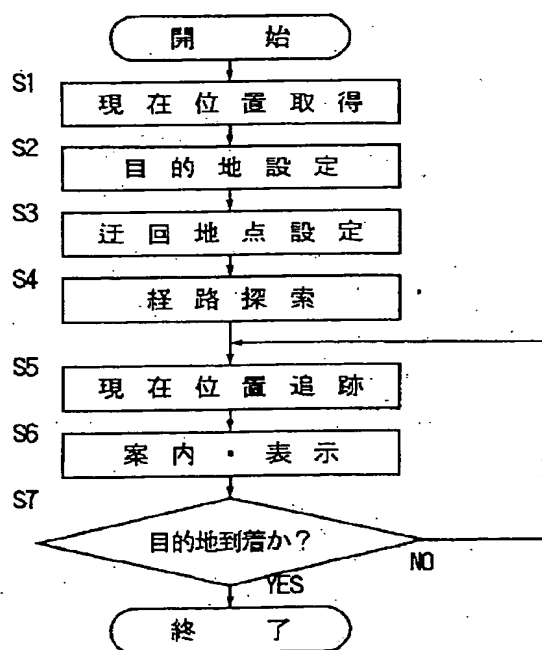 開始
S1
現在位置取得
S2
目的地設定
S3
迂回地点設定
S4
経路探索
S5
現在位置追跡
S6
案内・表示
S7
目的地到着か?
NO
YES
終了